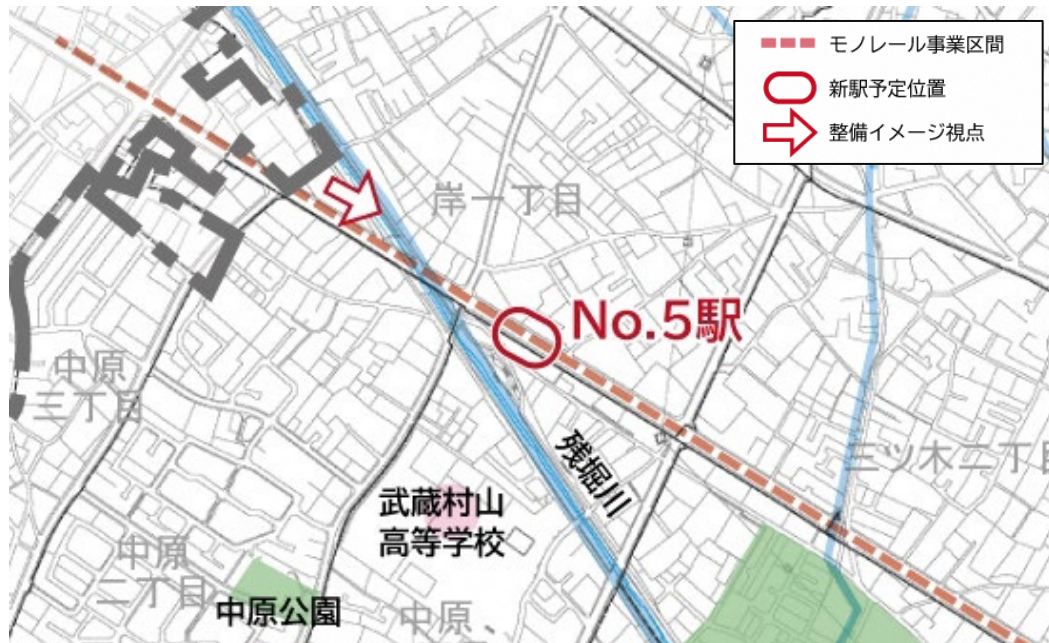 モノレール事業区間
新駅予定位置
整備イメージ視点
岸一丁目
No.5駅
中原
三丁目
残堀川
三ツ木二丁目
武蔵村山
高等学校
中原
二丁目
中原公園
中原